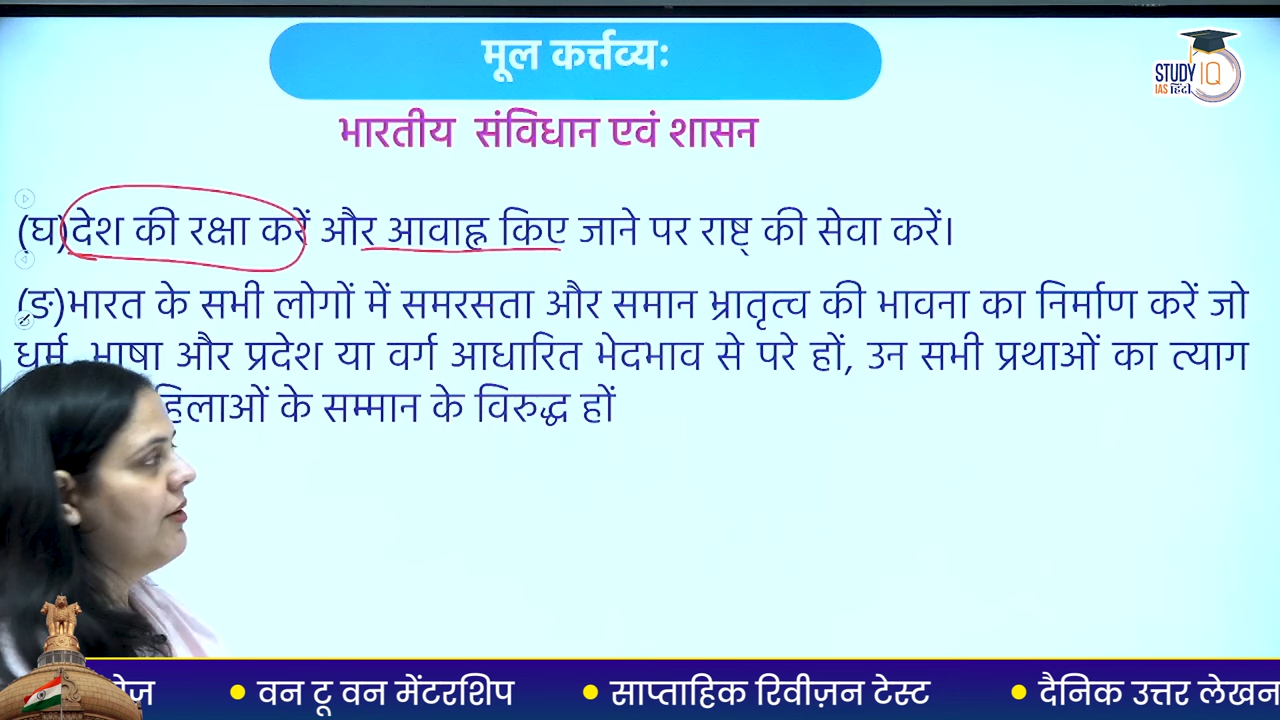 मूल कर्त्तव्यः
STUDY IQ
IAS हिंदी
भारतीय संविधान एवं शासन
(घ)देश की रक्षा करें और आवाह्न किए जाने पर राष्ट् की सेवा करें।
(ङ)भारत के सभी लोगों में समरसता और समान भ्रातृत्व की भावना का निर्माण करें जो
धर्म, भाषा और प्रदेश या वर्ग आधारित भेदभाव से परे हों, उन सभी प्रथाओं का त्याग
हिलाओं के सम्मान के विरुद्ध हों
• वन टू वन मेंटरशिप • साप्ताहिक रिवीज़न टेस्ट • दैनिक उत्तर लेखन